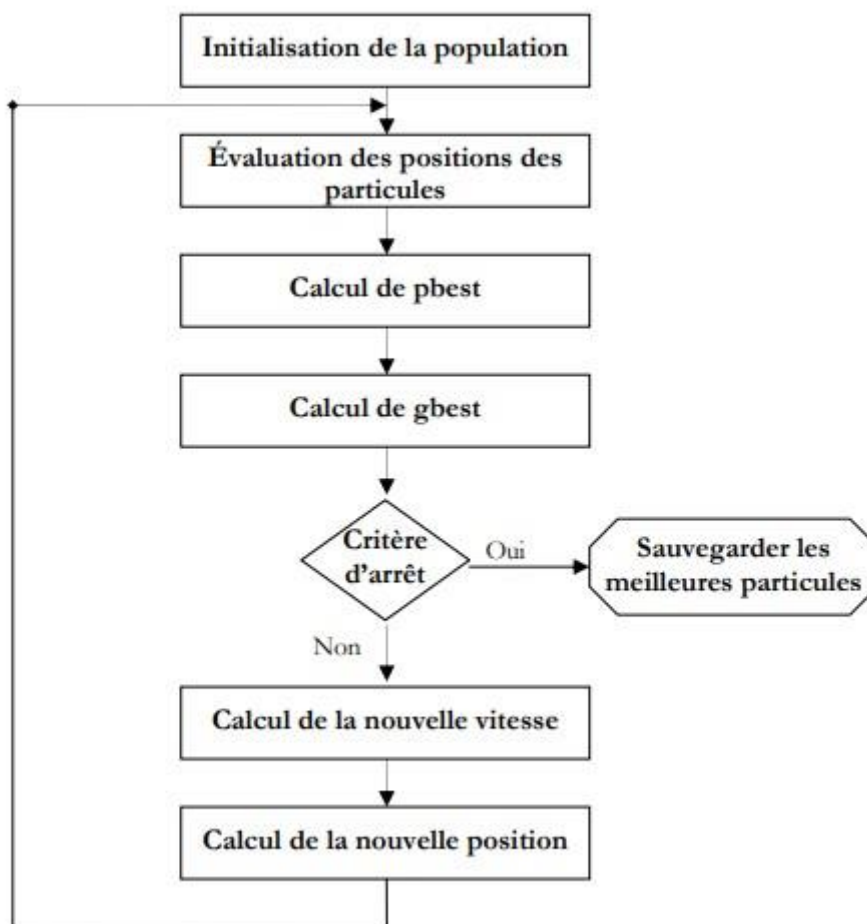 Initialisation de la population
Évaluation des positions des
particules
Calcul de pbest
Calcul de gbest
Critère
d'arrêt
Oui
Sauvegarder les
meilleures particules
Non
Calcul de la nouvelle vitesse
Calcul de la nouvelle position